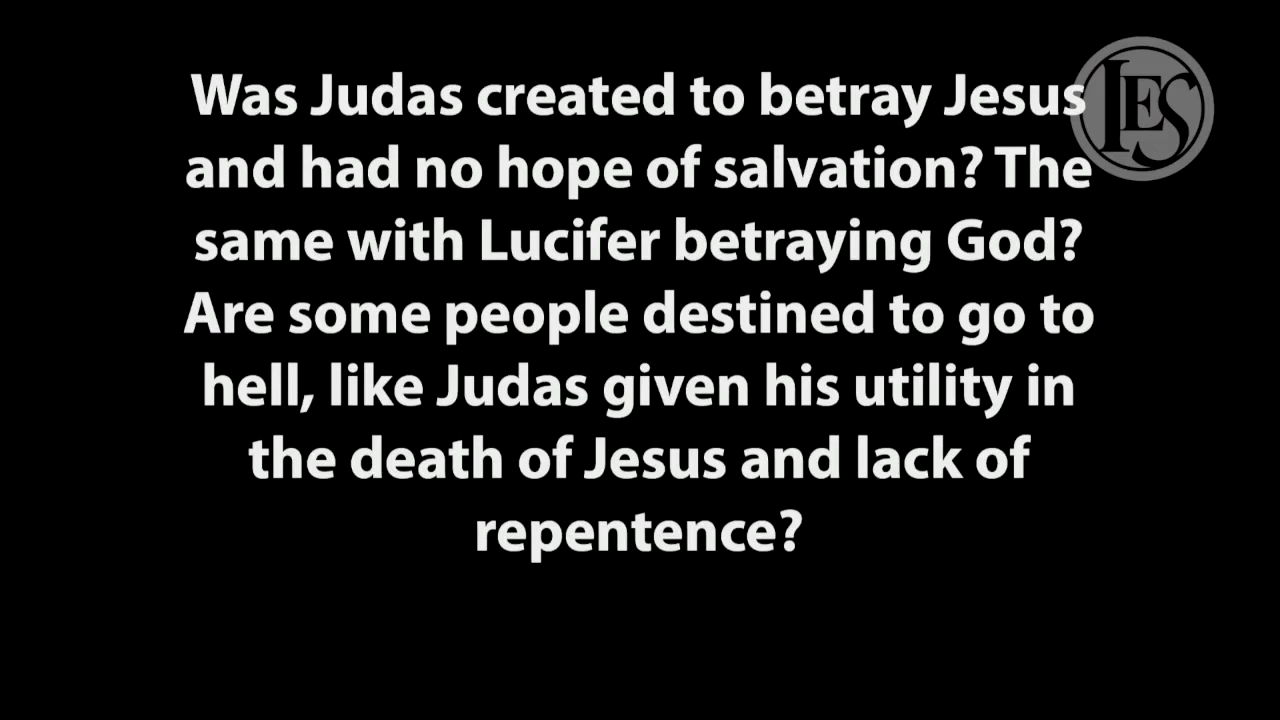 Was Judas created to betray Jesus
and had no hope of salvation? The
same with Lucifer betraying God?
Are some people destined to go to
hell, like Judas given his utility in
the death of Jesus and lack of
repentence?
LES